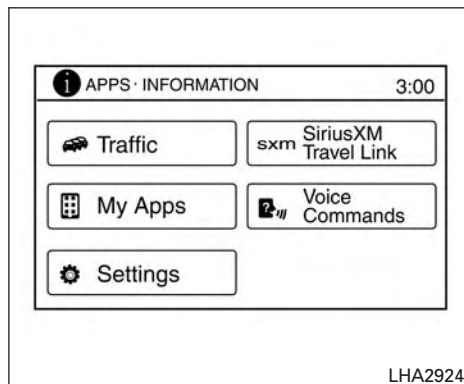 i APPS · INFORMATION 3:00
Traffic
sxm SiriusXM
Travel Link
My Apps
? Voice
Commands
Settings
LHA2924